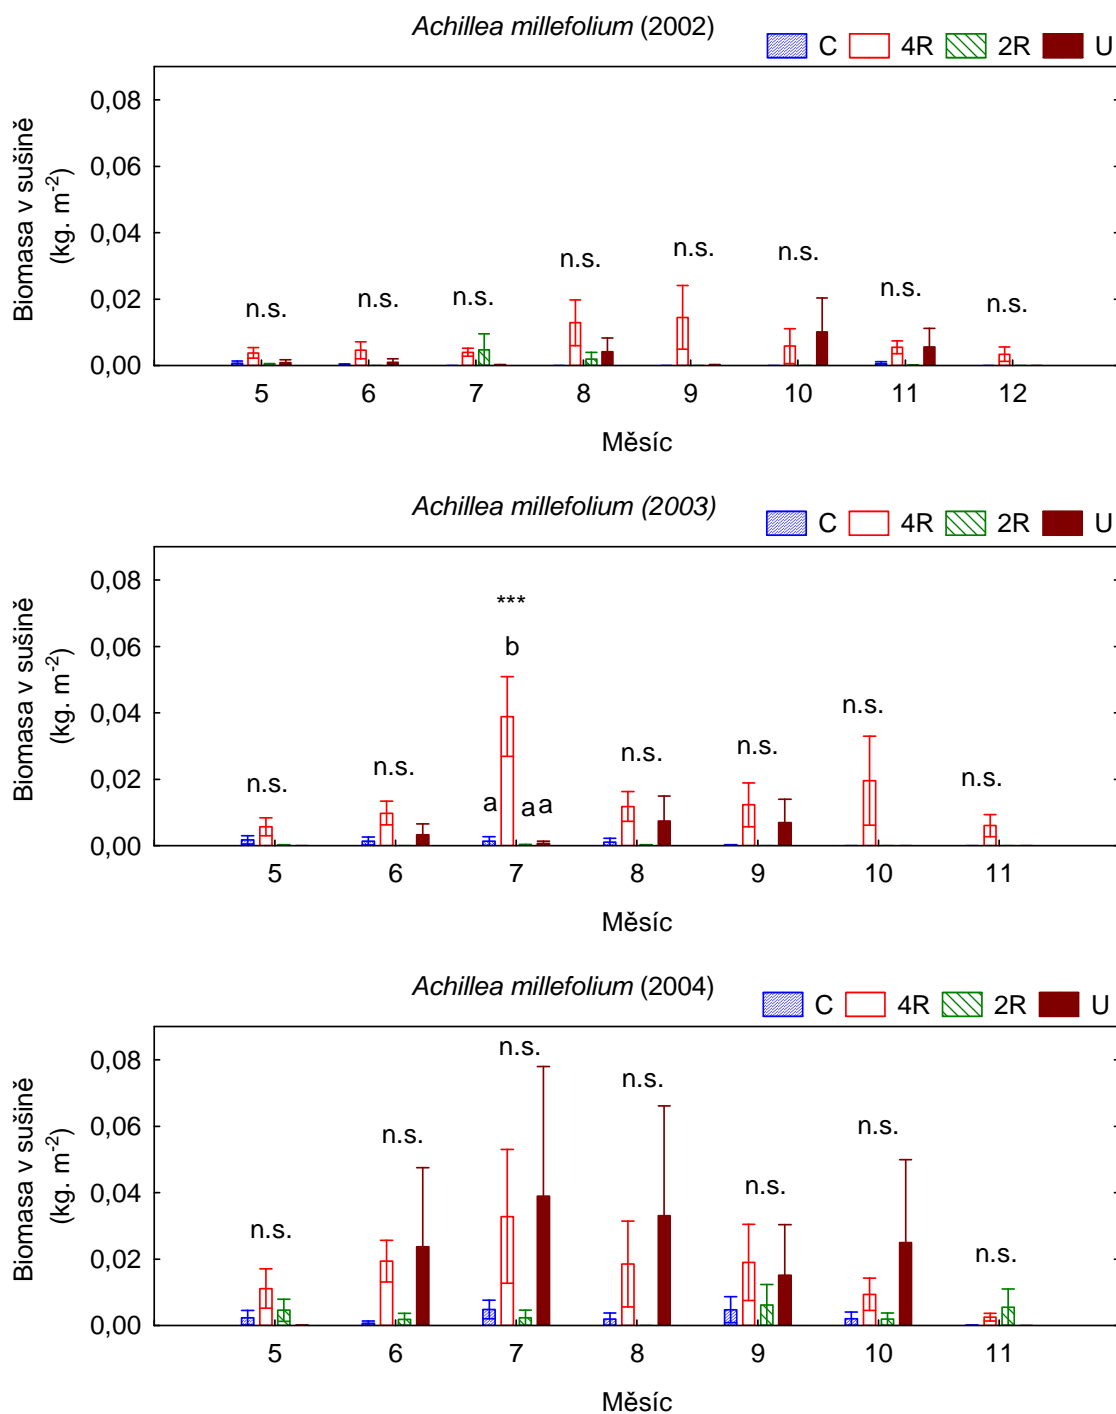 Achillea millefolium (2002)
C 4R 2R U
Biomasa v sušině
(kg. m-2)
0,08
0,06
0,04
0,02
0,00
n.s. n.s. n.s. n.s. n.s. n.s. n.s. n.s.
5 6 7 8 9 10 11 12
Měsíc
Achillea millefolium (2003)
C 4R 2R U
Biomasa v sušině
(kg. m-2)
0,08
0,06
0,04
0,02
0,00
***
b
n.s. n.s. a a a n.s. n.s. n.s. n.s.
5 6 7 8 9 10 11
Měsíc
Achillea millefolium (2004)
C 4R 2R U
Biomasa v sušině
(kg. m-2)
0,08
0,06
0,04
0,02
0,00
n.s. n.s. n.s. n.s. n.s. n.s. n.s.
5 6 7 8 9 10 11
Měsíc